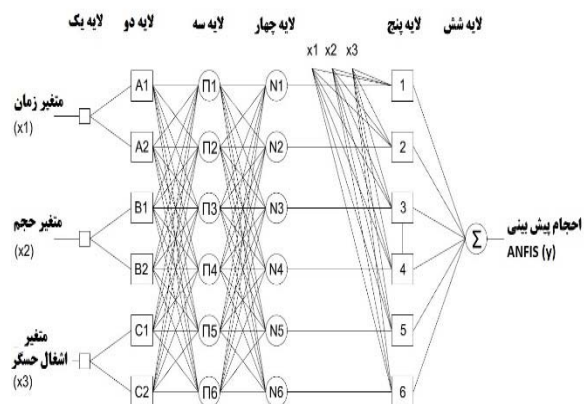 لایه یک لایه دو لایه سه لایه چهار لایه پنج لایه شش
x1 x2 x3
A1 Π1 N1 1
متغیر زمان
(x1)
A2 Π2 N2 2
B1 Π3 N3 3
متغیر حجم
(x2)
Σ
احجام پیش بینی
ANFIS (y)
B2 Π4 N4 4
C1 Π5 N5 5
متغیر
اشغال حسگر
(x3)
C2 Π6 N6 6